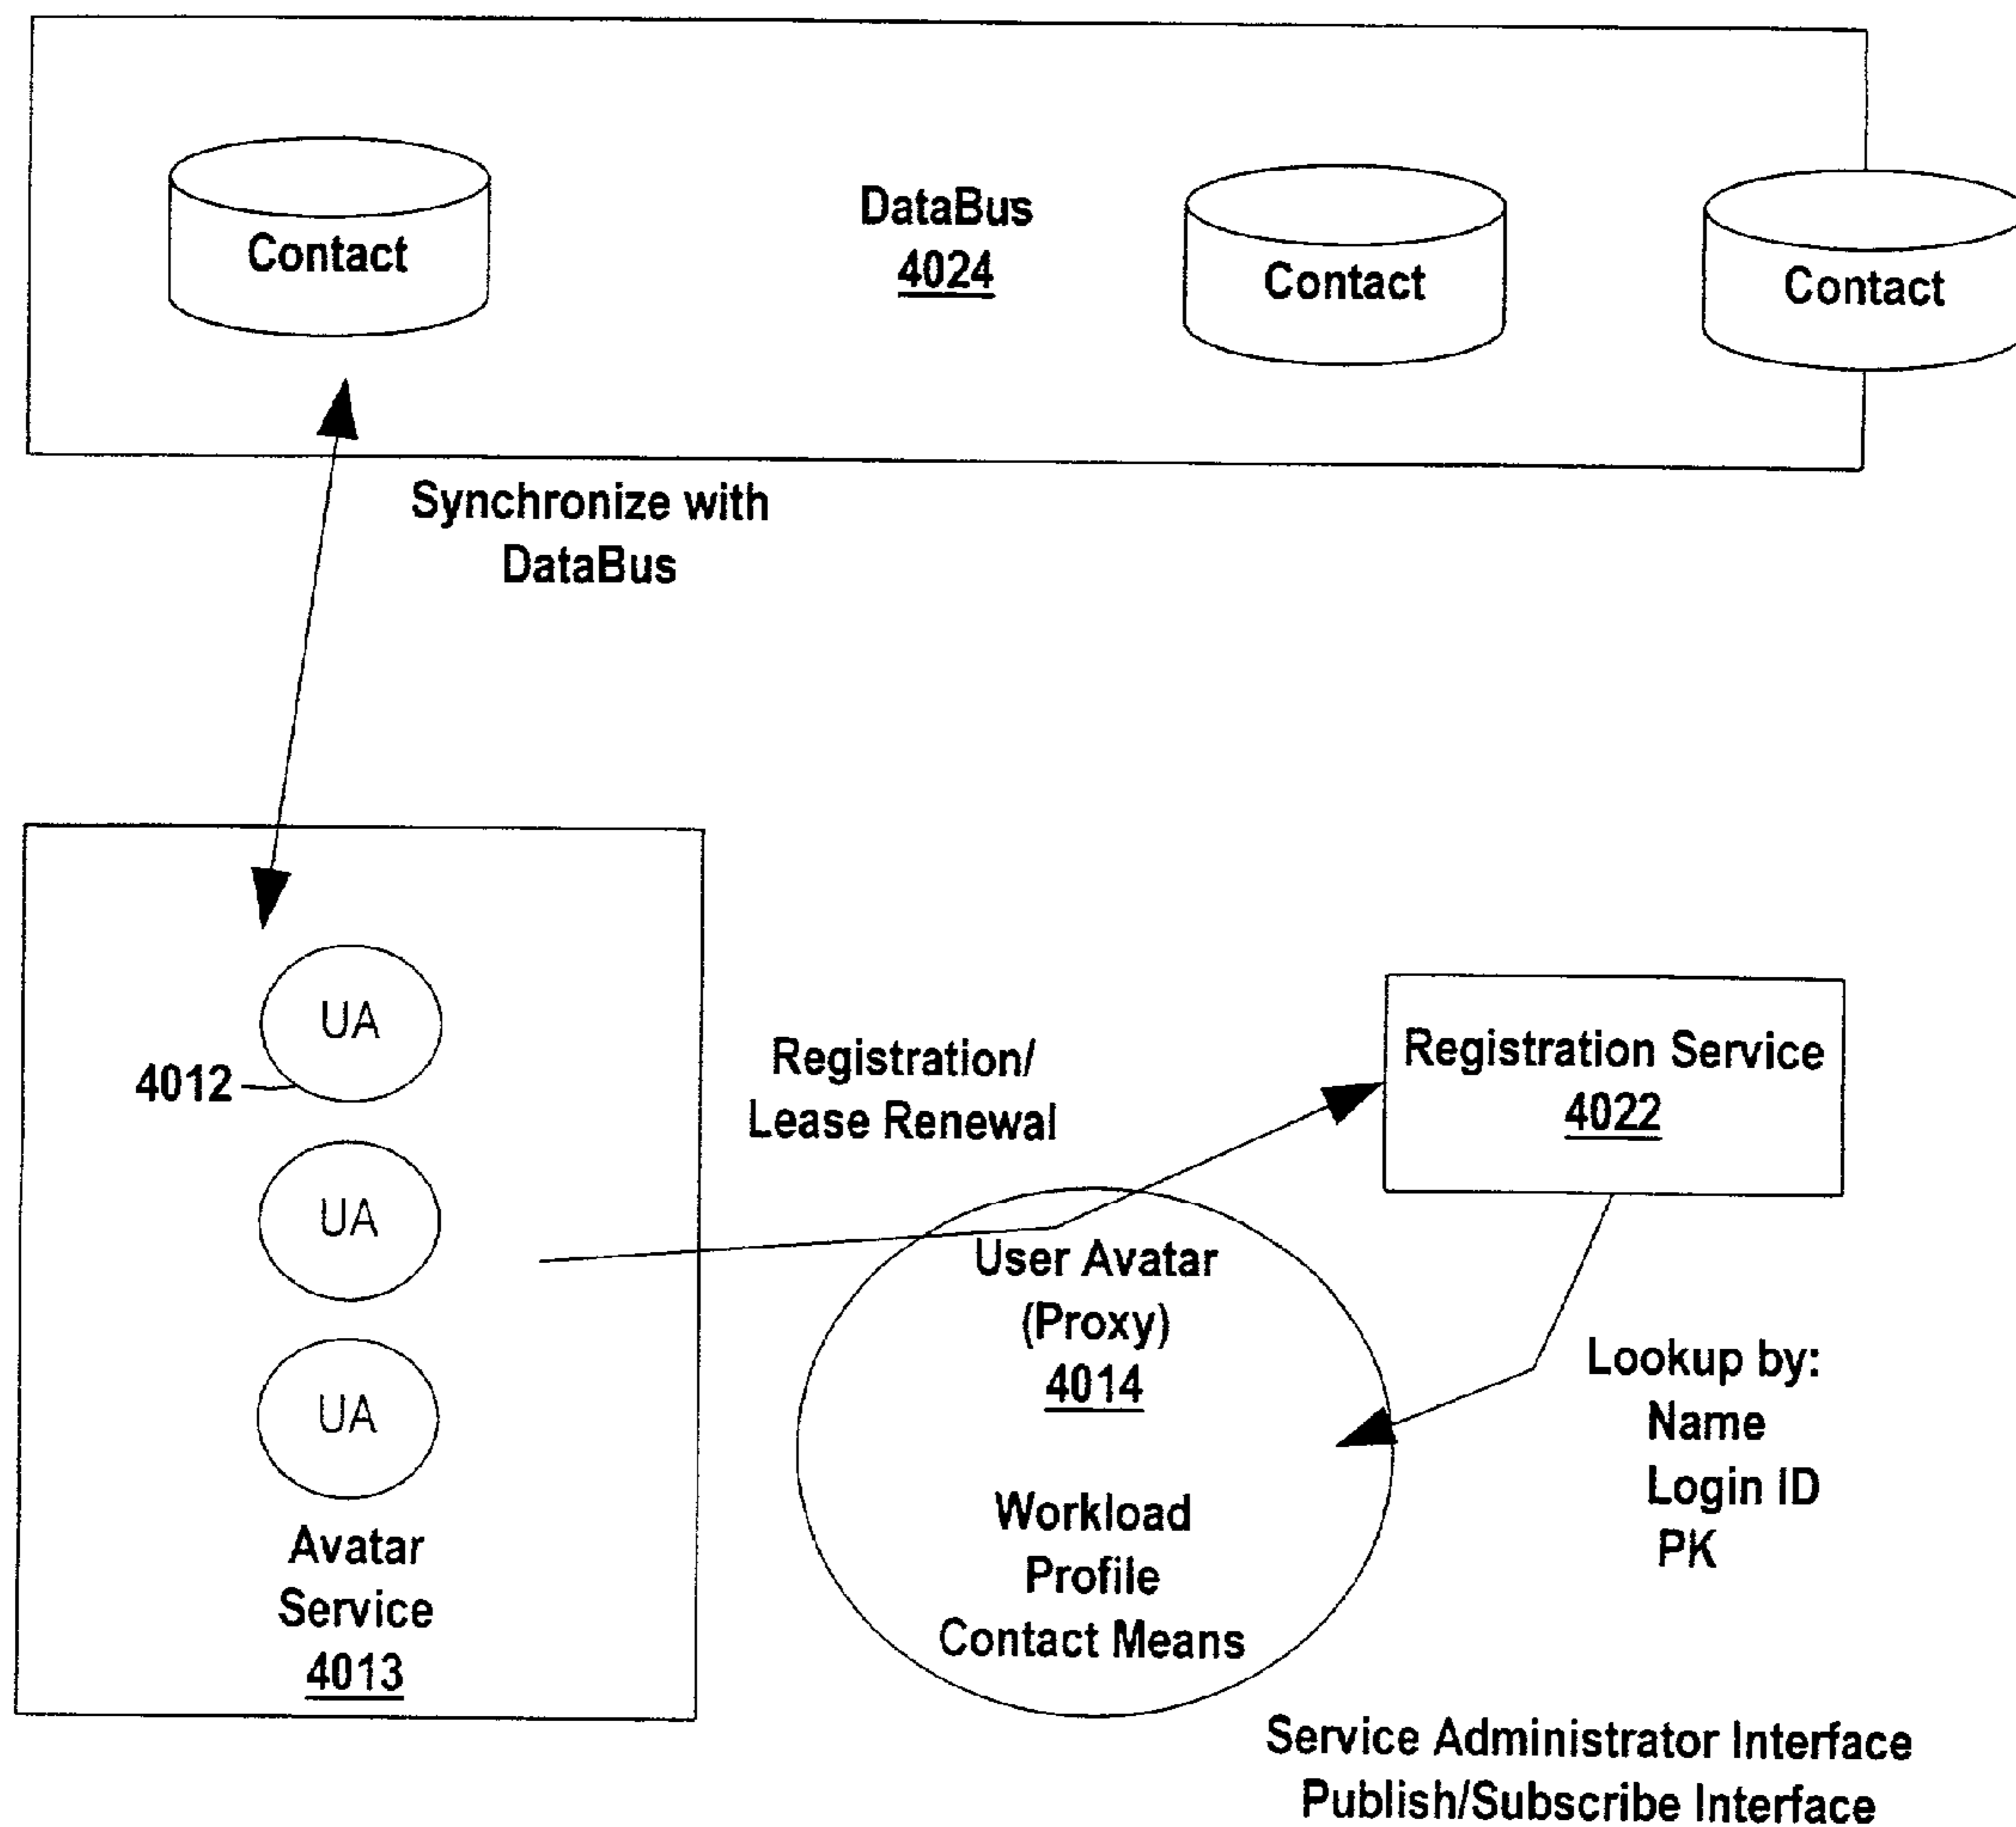 Contact
DataBus
4024
Contact
Contact
Synchronize with
DataBus
UA
4012
UA
UA
Avatar
Service
4013
Registration/
Lease Renewal
Registration Service
4022
User Avatar
(Proxy)
4014
Workload
Profile
Contact Means
Lookup by:
Name
Login ID
PK
Service Administrator Interface
Publish/Subscribe Interface